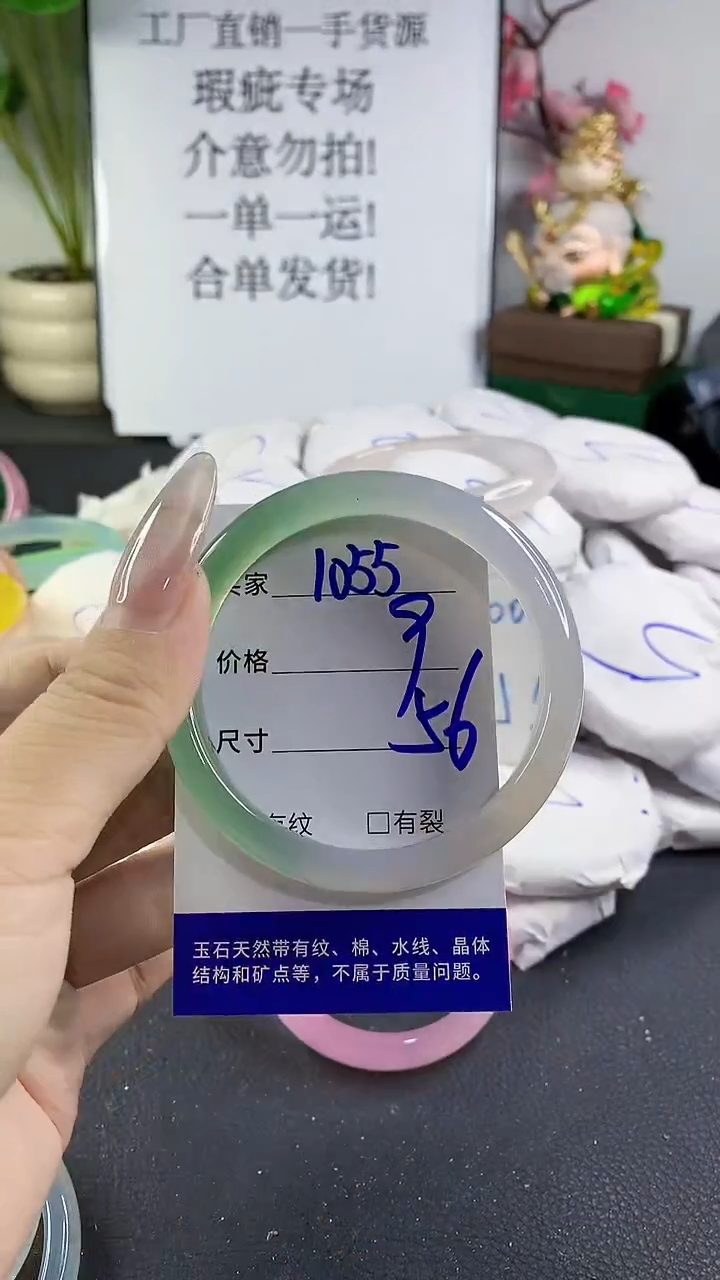 工厂直销一手货源
瑕疵专场
介意勿拍!
一单一运!
合单发货!
家 1055
价格
尺寸 56
有纹 □有裂
玉石天然带有纹、棉、水线、晶体
结构和矿点等，不属于质量问题。